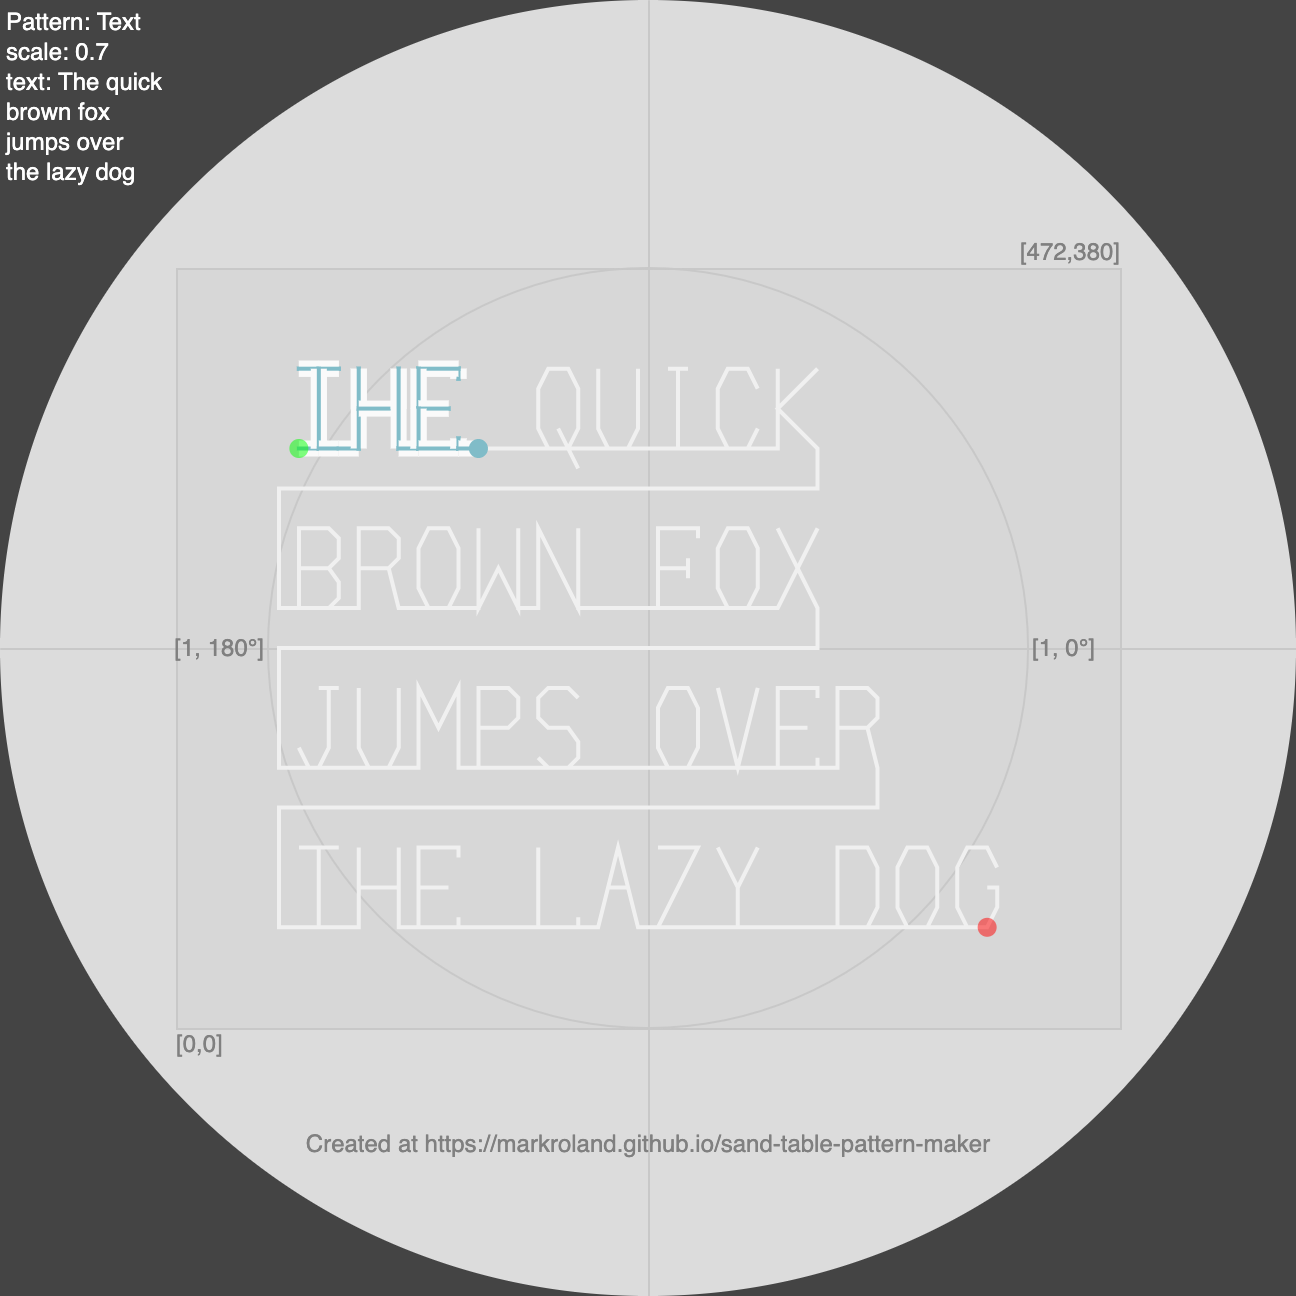 Pattern: Text
scale: 0.7
text: The quick
brown fox
jumps over
the lazy dog
[472,380]
THE QUICK
BROWN FOX
[1, 180°]
[1, 0°]
JUMPS OVER
THE LAZY DOG
[0,0]
Created at https://markroland.github.io/sand-table-pattern-maker